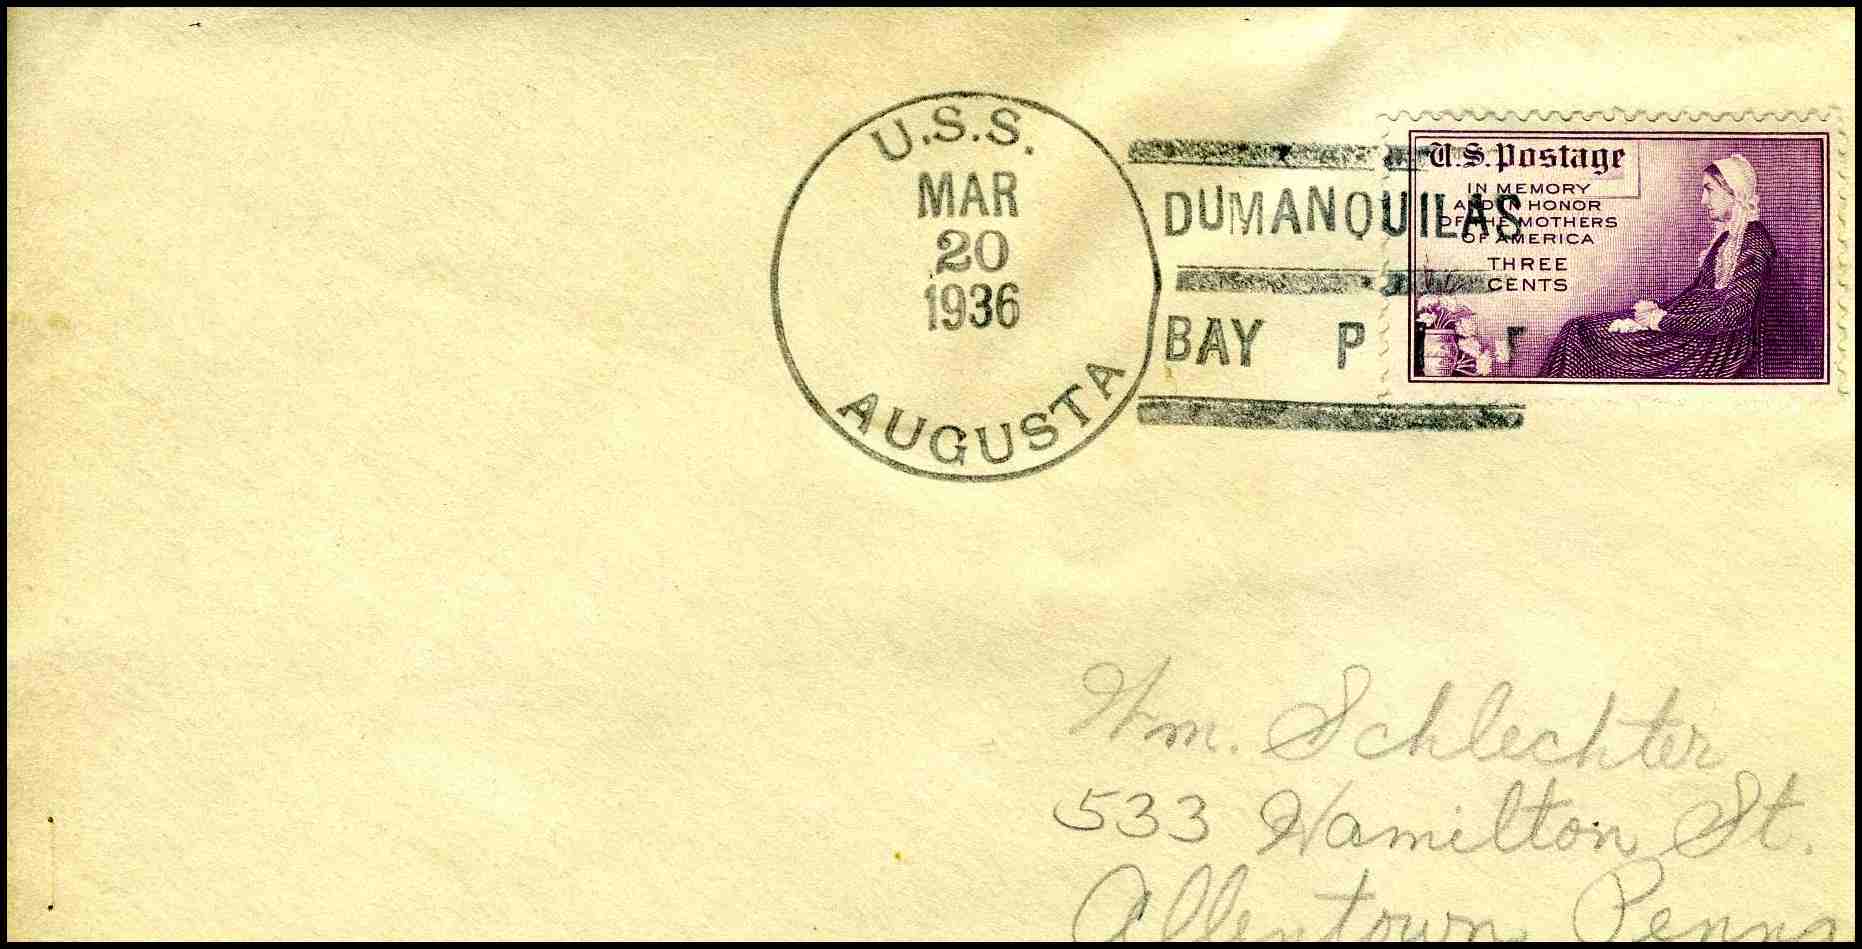 U.S.S.
MAR
20
1936
AUGUSTA
DUMANQUILAS
BAY P I
U.S. Postage
IN MEMORY
AND IN HONOR
OF THE MOTHERS
OF AMERICA
THREE
CENTS
Wm. Schlechter
533 Hamilton St.
Allentown Penna